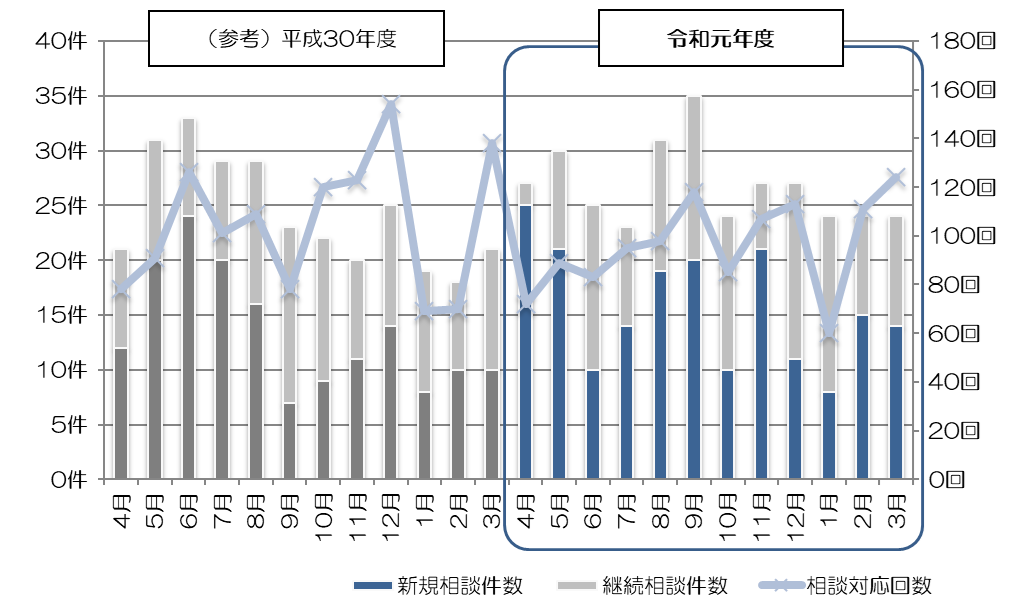 （参考）平成30年度
令和元年度
40件
35件
30件
25件
20件
15件
10件
5件
0件
180回
160回
140回
120回
100回
80回
60回
40回
20回
0回
4月
5月
6月
7月
8月
9月
10月
11月
12月
1月
2月
3月
4月
5月
6月
7月
8月
9月
10月
11月
12月
1月
2月
3月
新規相談件数
継続相談件数
相談対応回数